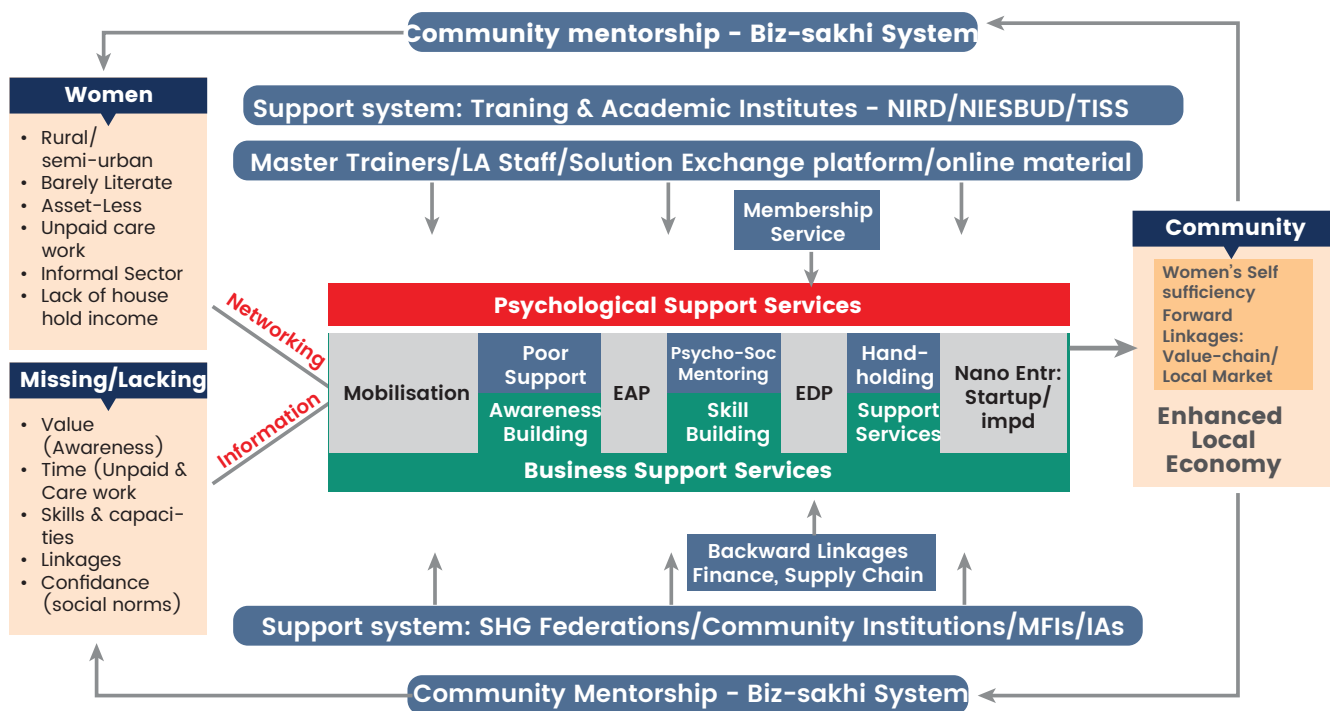 Community mentorship - Biz-sakhi System
Women
• Rural/
semi-urban
• Barely Literate
• Asset-Less
• Unpaid care
work
• Informal Sector
• Lack of house
hold income
Support system: Traning & Academic Institutes - NIRD/NIESBUD/TISS
Master Trainers/LA Staff/Solution Exchange platform/online material
Membership
Service
Networking
Information
Missing/Lacking
• Value
(Awareness)
• Time (Unpaid &
Care work
• Skills & capaci-
ties
• Linkages
• Confidance
(social norms)
Psychological Support Services
Mobilisation
Poor
Support
Awareness
Building
EAP
Psycho-Soc
Mentoring
Skill
Building
EDP
Hand-
holding
Support
Services
Nano Entr:
Startup/
impd
Business Support Services
Backward Linkages
Finance, Supply Chain
Support system: SHG Federations/Community Institutions/MFIs/IAs
Community Mentorship - Biz-sakhi System
Community
Women's Self
sufficiency
Forward
Linkages:
Value-chain/
Local Market
Enhanced
Local
Economy